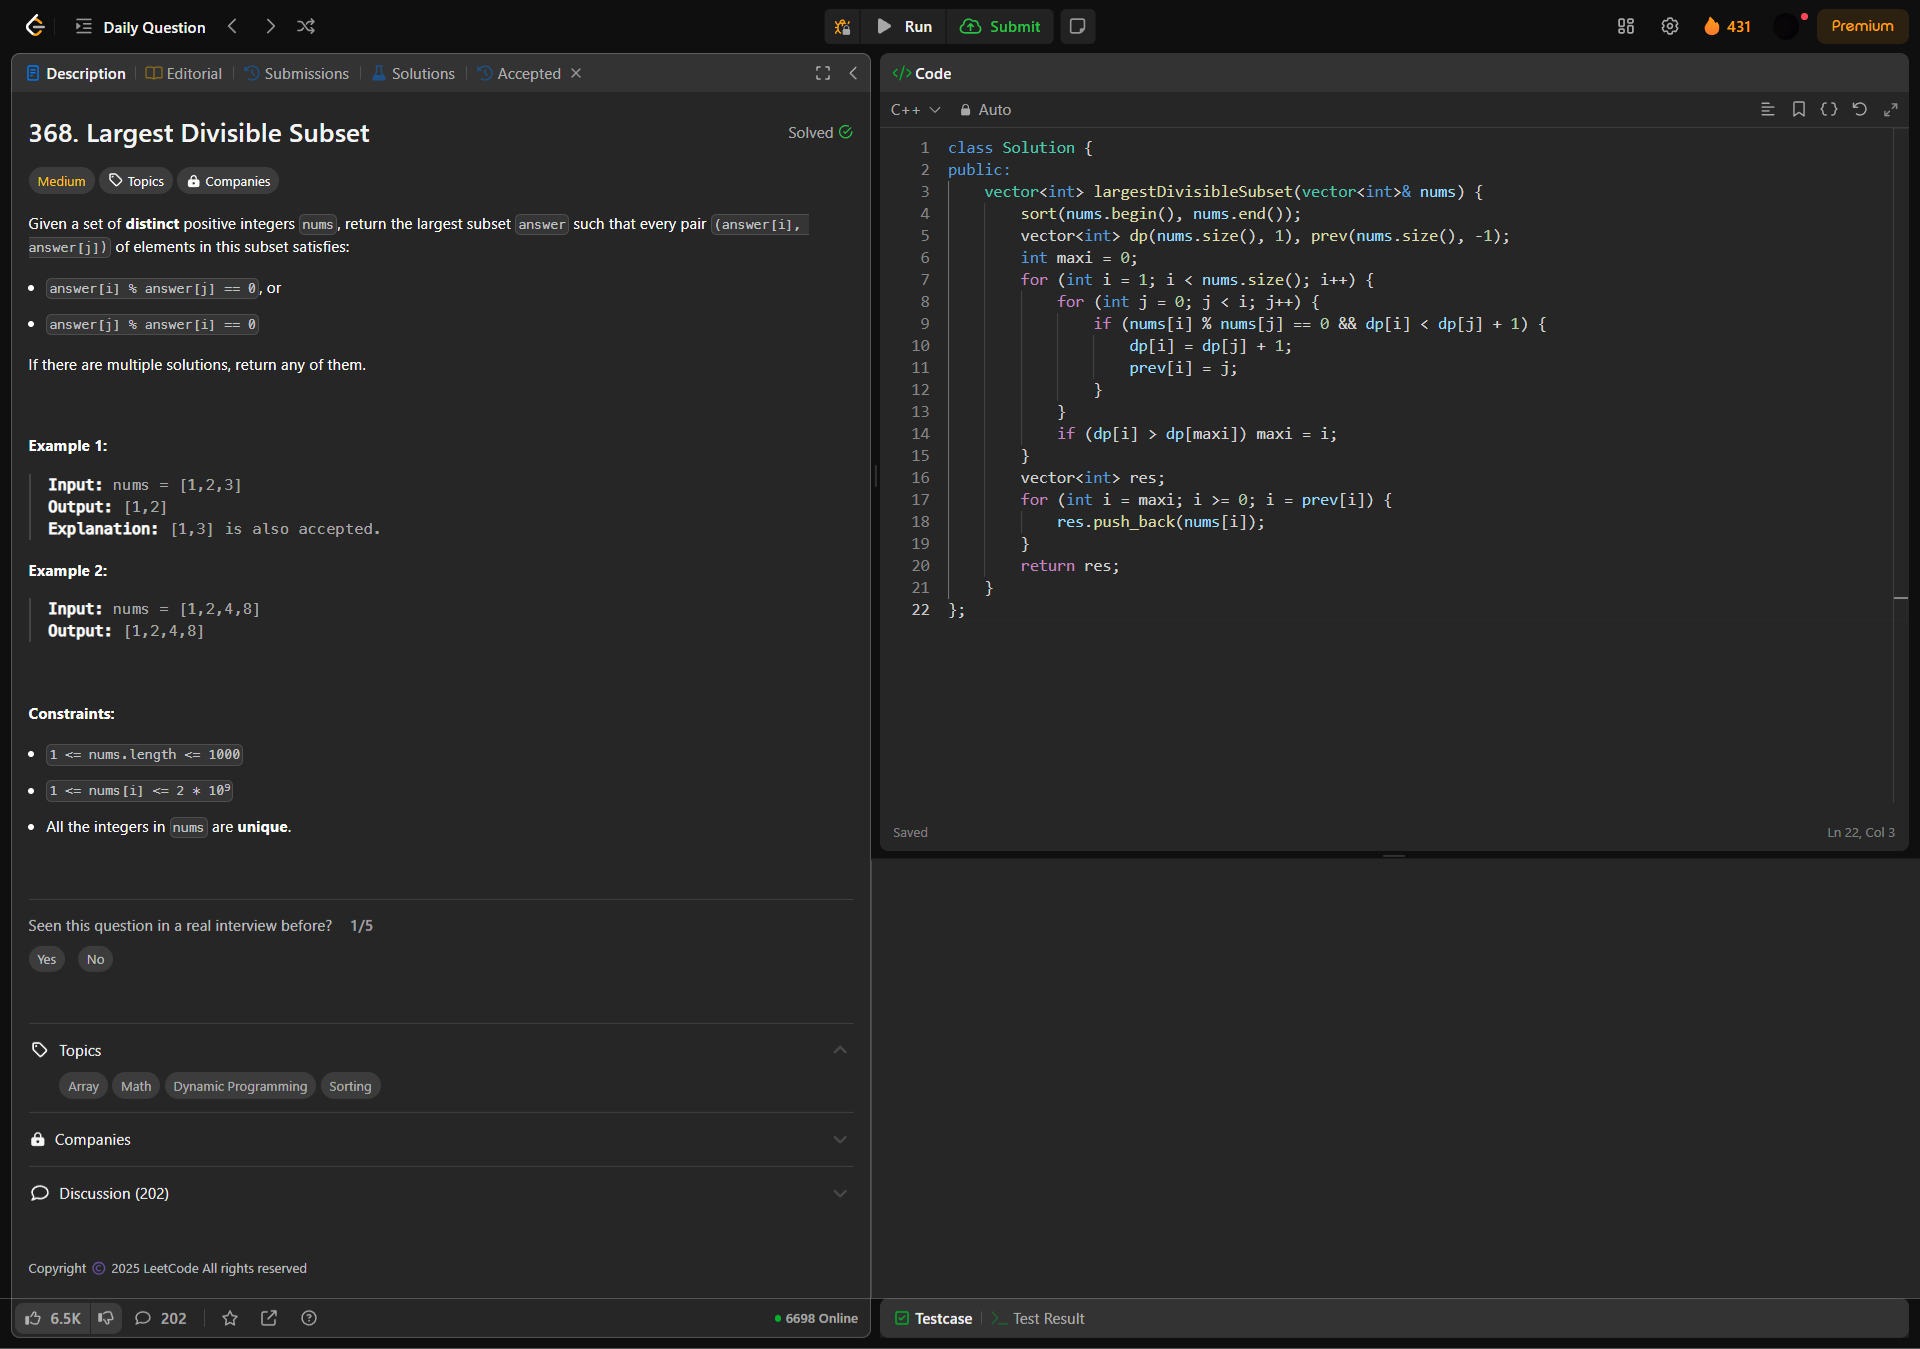 Daily Question
Run
Submit
431
Premium
Description
Editorial
Submissions
Solutions
Accepted
368. Largest Divisible Subset
Solved
Medium
Topics
Companies
Given a set of distinct positive integers nums, return the largest subset answer such that every pair (answer[i],
answer[j]) of elements in this subset satisfies:
answer[i] % answer[j] == 0, or
answer[j] % answer[i] == 0
If there are multiple solutions, return any of them.
Example 1:
Input: nums = [1,2,3]
Output: [1,2]
Explanation: [1,3] is also accepted.
Example 2:
Input: nums = [1,2,4,8]
Output: [1,2,4,8]
Constraints:
1 <= nums.length <= 1000
1 <= nums[i] <= 2 * 10⁹
All the integers in nums are unique.
Seen this question in a real interview before? 1/5
Yes
No
Topics
Array
Math
Dynamic Programming
Sorting
Companies
Discussion (202)
Copyright © 2025 LeetCode All rights reserved
6.5K
202
6698 Online
</> Code
C++
Auto
1 class Solution {
2 public:
3     vector<int> largestDivisibleSubset(vector<int>& nums) {
4         sort(nums.begin(), nums.end());
5         vector<int> dp(nums.size(), 1), prev(nums.size(), -1);
6         int maxi = 0;
7         for (int i = 1; i < nums.size(); i++) {
8             for (int j = 0; j < i; j++) {
9                 if (nums[i] % nums[j] == 0 && dp[i] < dp[j] + 1) {
10                     dp[i] = dp[j] + 1;
11                     prev[i] = j;
12                 }
13             }
14             if (dp[i] > dp[maxi]) maxi = i;
15         }
16         vector<int> res;
17         for (int i = maxi; i >= 0; i = prev[i]) {
18             res.push_back(nums[i]);
19         }
20         return res;
21     }
22 };
Saved
Ln 22, Col 3
Testcase
Test Result